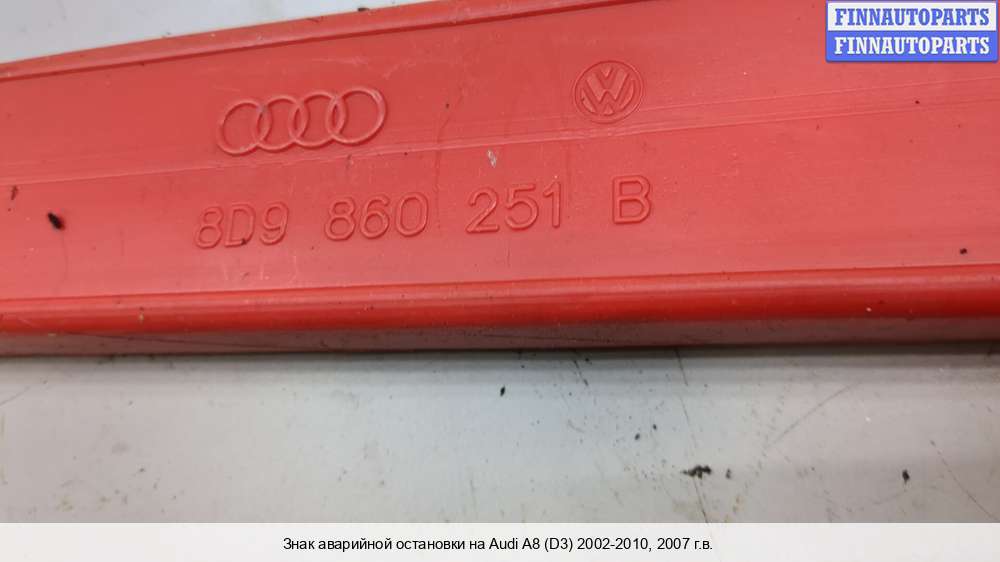 FINNAUTOPARTS
FINNAUTOPARTS
8D9 860 251 B
Знак аварийной остановки на Audi A8 (D3) 2002-2010, 2007 г.в.